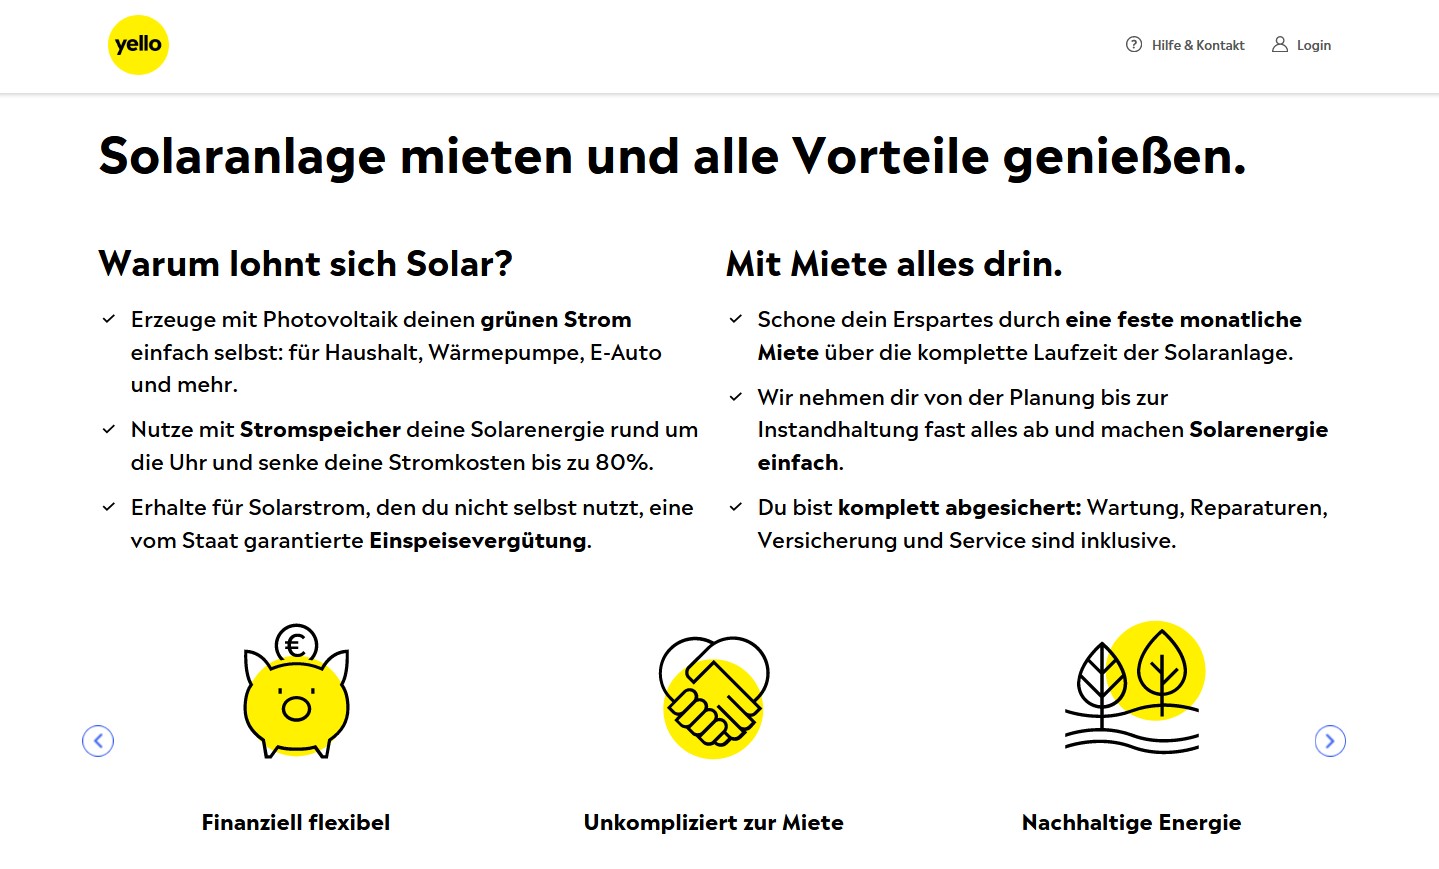 yello
Hilfe & Kontakt
Login
Solaranlage mieten und alle Vorteile genießen.
Warum lohnt sich Solar?
Erzeuge mit Photovoltaik deinen grünen Strom
einfach selbst: für Haushalt, Wärmepumpe, E-Auto
und mehr.
Nutze mit Stromspeicher deine Solarenergie rund um
die Uhr und senke deine Stromkosten bis zu 80%.
Erhalte für Solarstrom, den du nicht selbst nutzt, eine
vom Staat garantierte Einspeisevergütung.
Mit Miete alles drin.
Schone dein Erspartes durch eine feste monatliche
Miete über die komplette Laufzeit der Solaranlage.
Wir nehmen dir von der Planung bis zur
Instandhaltung fast alles ab und machen Solarenergie
einfach.
Du bist komplett abgesichert: Wartung, Reparaturen,
Versicherung und Service sind inklusive.
€
Finanziell flexibel
Unkompliziert zur Miete
Nachhaltige Energie